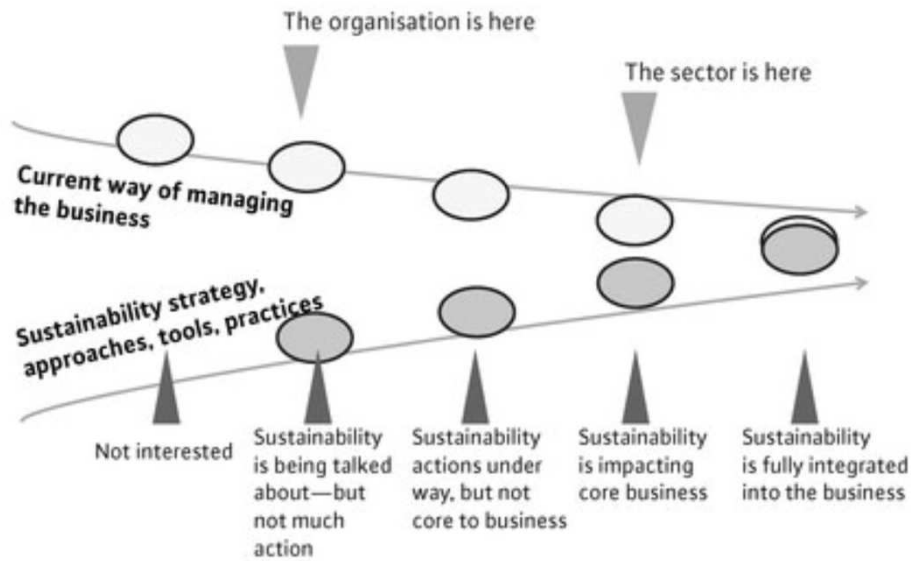 The organisation is here
The sector is here
Current way of managing
the business
Sustainability strategy,
approaches, tools, practices
Not interested
Sustainability
is being talked
about—but
not much
action
Sustainability
actions under
way, but not
core to business
Sustainability
is impacting
core business
Sustainability
is fully integrated
into the business